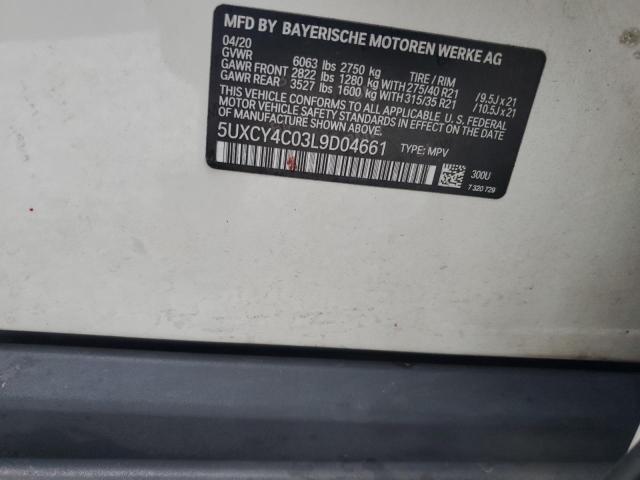 MFD BY BAYERISCHE MOTOREN WERKE AG
04/20
GVWR 6063 lbs 2750 kg TIRE / RIM
GAWR FRONT 2822 lbs 1280 kg WITH 275/40 R21 /9.5J x 21
GAWR REAR 3527 lbs 1600 kg WITH 315/35 R21 /10.5J x 21
THIS VEHICLE CONFORMS TO ALL APPLICABLE U.S. FEDERAL
MOTOR VEHICLE SAFETY STANDARDS IN EFFECT ON THE DATE
OF MANUFACTURE SHOWN ABOVE.
5UXCY4C03L9D04661 TYPE: MPV
300U
7 320 729